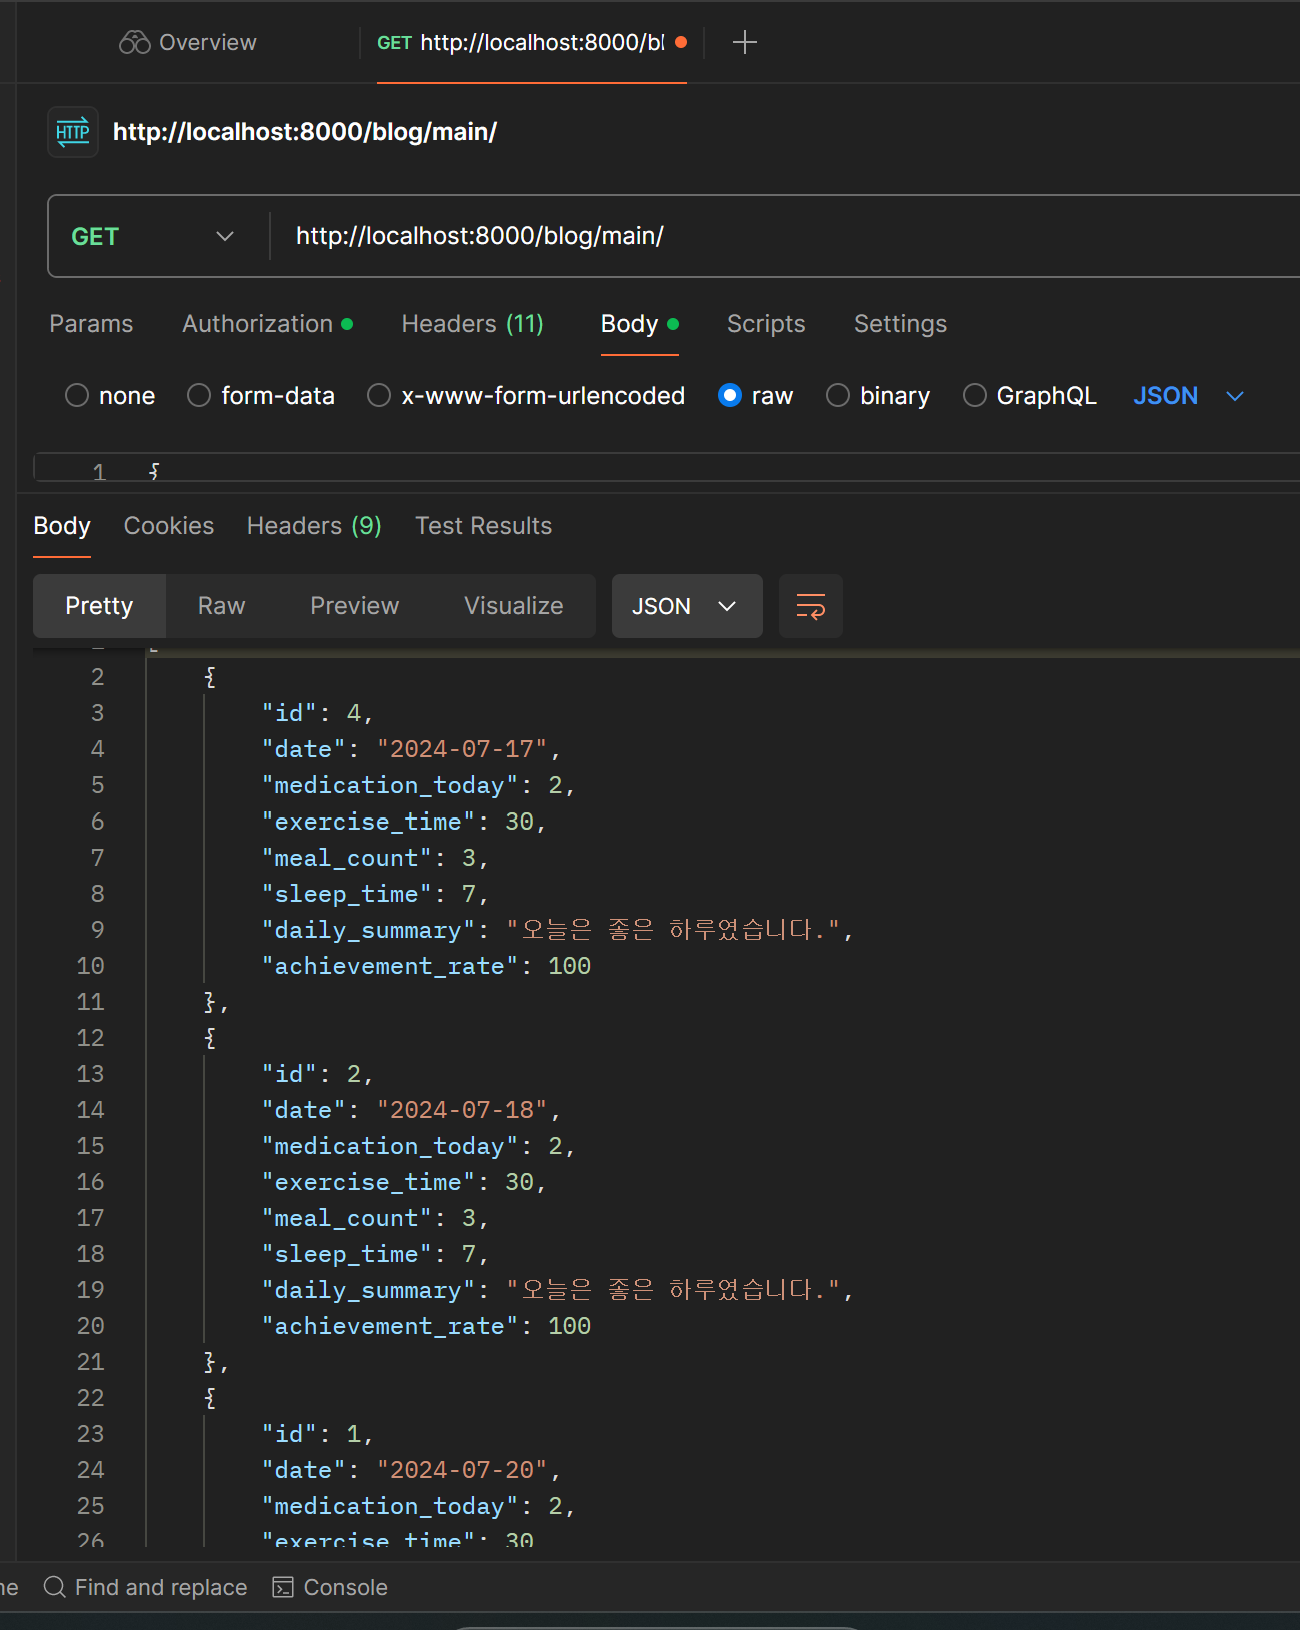 Overview GET http://localhost:8000/bl
HTTP http://localhost:8000/blog/main/
GET http://localhost:8000/blog/main/
Params Authorization Headers (11) Body Scripts Settings
none form-data x-www-form-urlencoded raw binary GraphQL JSON
1 {
Body Cookies Headers (9) Test Results
Pretty Raw Preview Visualize JSON
2 {
3 "id": 4,
4 "date": "2024-07-17",
5 "medication_today": 2,
6 "exercise_time": 30,
7 "meal_count": 3,
8 "sleep_time": 7,
9 "daily_summary": "오늘은 좋은 하루였습니다.",
10 "achievement_rate": 100
11 },
12 {
13 "id": 2,
14 "date": "2024-07-18",
15 "medication_today": 2,
16 "exercise_time": 30,
17 "meal_count": 3,
18 "sleep_time": 7,
19 "daily_summary": "오늘은 좋은 하루였습니다.",
20 "achievement_rate": 100
21 },
22 {
23 "id": 1,
24 "date": "2024-07-20",
25 "medication_today": 2,
26 "exercise_time": 30
Find and replace Console